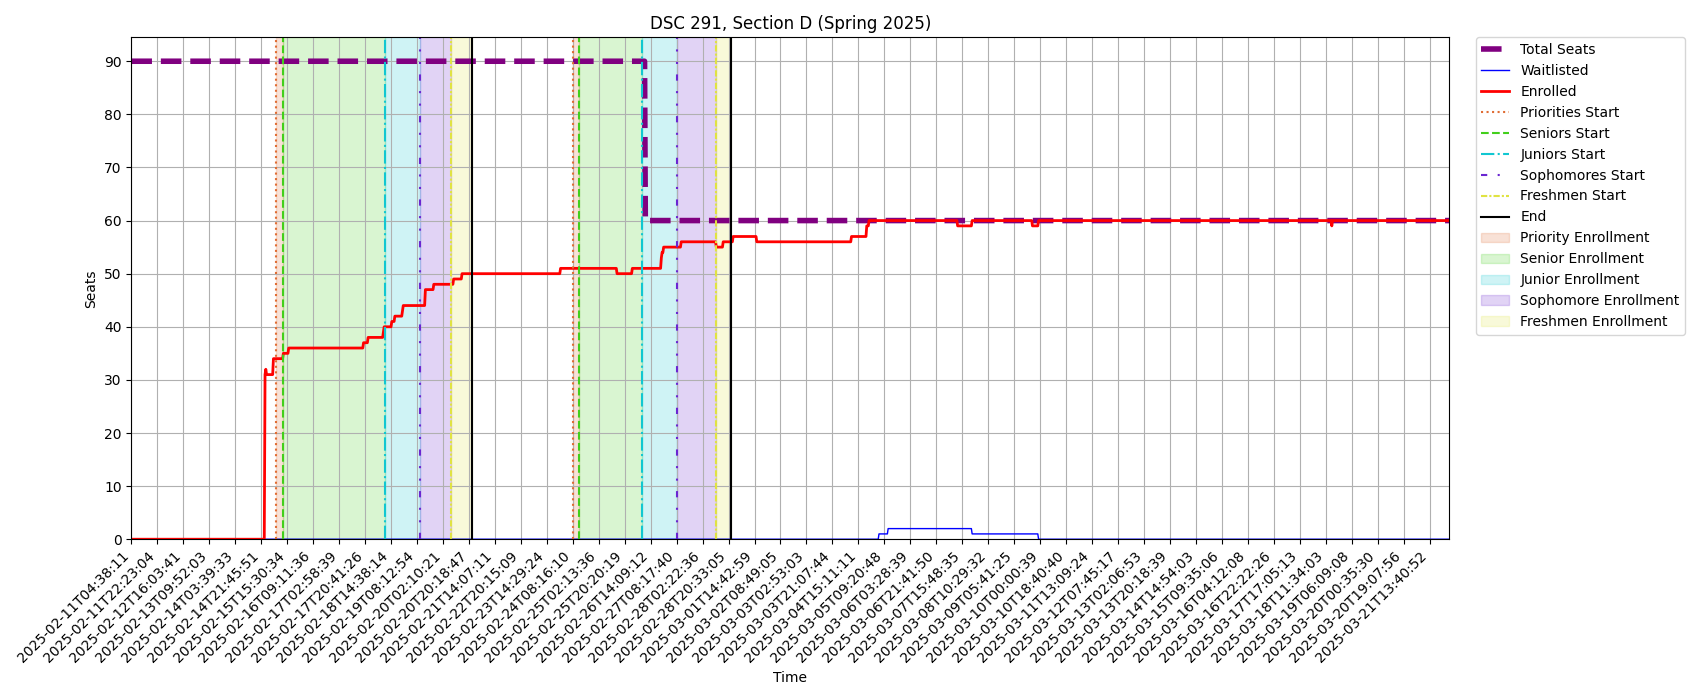 DSC 291, Section D (Spring 2025)
Total Seats
Waitlisted
Enrolled
Priorities Start
Seniors Start
Juniors Start
Sophomores Start
Freshmen Start
End
Priority Enrollment
Senior Enrollment
Junior Enrollment
Sophomore Enrollment
Freshmen Enrollment
Seats
90
80
70
60
50
40
30
20
10
0
2025-02-11T04:38:11
2025-02-11T22:23:04
2025-02-12T16:03:41
2025-02-13T09:52:03
2025-02-14T03:39:33
2025-02-14T21:45:51
2025-02-15T15:30:34
2025-02-16T09:11:36
2025-02-17T02:58:39
2025-02-17T20:41:26
2025-02-18T14:38:14
2025-02-19T08:12:54
2025-02-20T02:10:21
2025-02-20T20:18:47
2025-02-21T14:07:11
2025-02-22T20:15:09
2025-02-23T14:29:24
2025-02-24T08:16:10
2025-02-25T02:13:36
2025-02-25T20:20:19
2025-02-26T14:09:12
2025-02-27T08:17:40
2025-02-28T02:22:36
2025-02-28T20:33:05
2025-03-01T14:42:59
2025-03-02T08:49:05
2025-03-03T02:53:03
2025-03-03T21:07:44
2025-03-04T15:11:11
2025-03-05T09:20:48
2025-03-06T03:28:39
2025-03-06T21:41:50
2025-03-07T15:48:35
2025-03-08T10:29:32
2025-03-09T05:41:25
2025-03-10T00:00:39
2025-03-10T18:40:40
2025-03-11T13:09:24
2025-03-12T07:45:17
2025-03-13T02:06:53
2025-03-13T20:18:39
2025-03-14T14:54:03
2025-03-15T09:35:06
2025-03-16T04:12:08
2025-03-16T22:22:26
2025-03-17T17:05:13
2025-03-18T11:34:03
2025-03-19T06:09:08
2025-03-20T00:35:30
2025-03-20T19:07:56
2025-03-21T13:40:52
Time